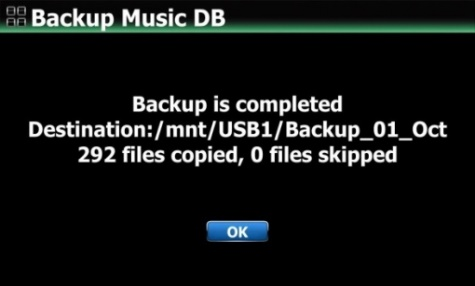 Backup Music DB
Backup is completed
Destination:/mnt/USB1/Backup_01_Oct
292 files copied, 0 files skipped
OK